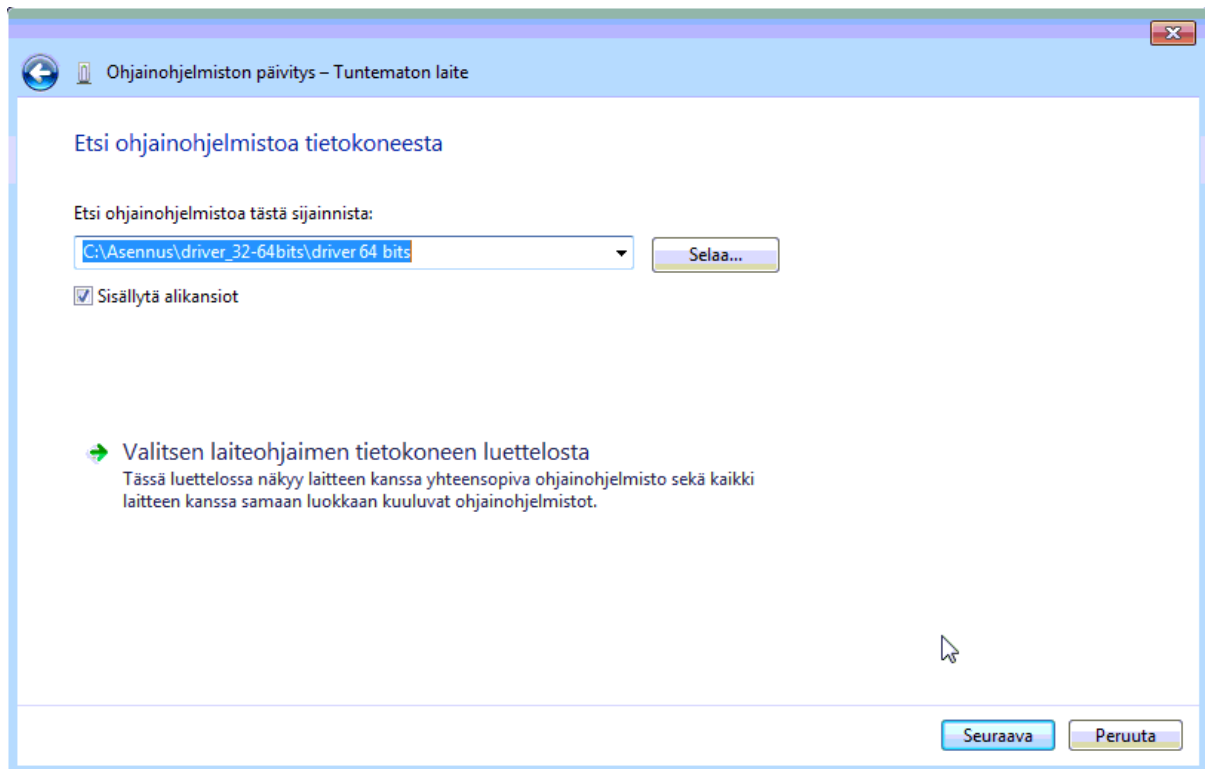 Ohjainohjelmiston päivitys – Tuntematon laite
Etsi ohjainohjelmistoa tietokoneesta
Etsi ohjainohjelmistoa tästä sijainnista:
C:\Asennus\driver_32-64bits\driver 64 bits
Selaa...
Sisällytä alikansiot
Valitsen laiteohjaimen tietokoneen luettelosta
Tässä luettelossa näkyy laitteen kanssa yhteensopiva ohjainohjelmisto sekä kaikki
laitteen kanssa samaan luokkaan kuuluvat ohjainohjelmistot.
Seuraava
Peruuta